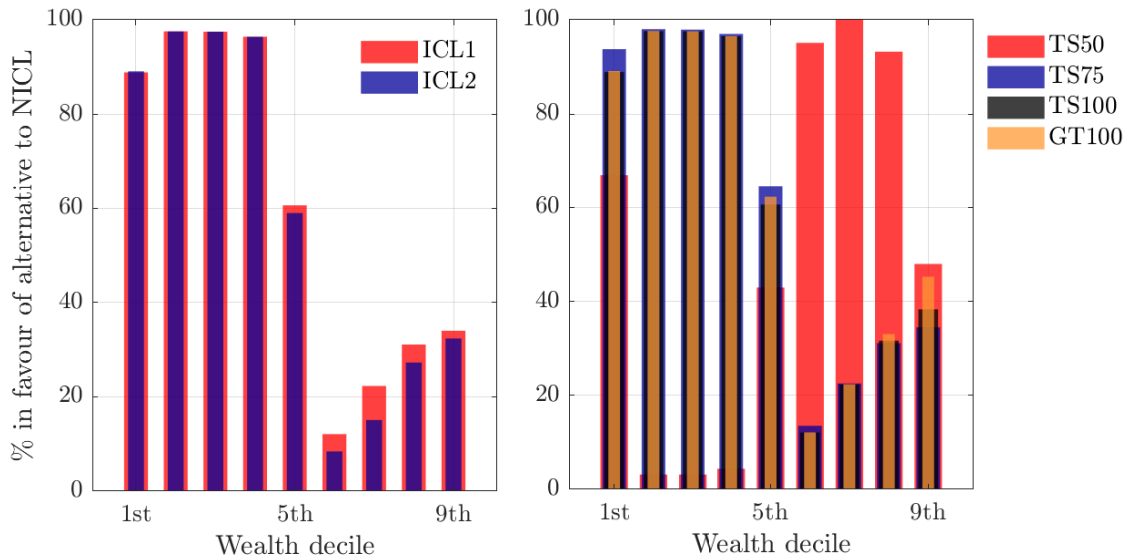 % in favour of alternative to NICL
100
80
60
40
20
0
1st 5th 9th
Wealth decile
ICL1
ICL2
100
80
60
40
20
0
1st 5th 9th
Wealth decile
TS50
TS75
TS100
GT100